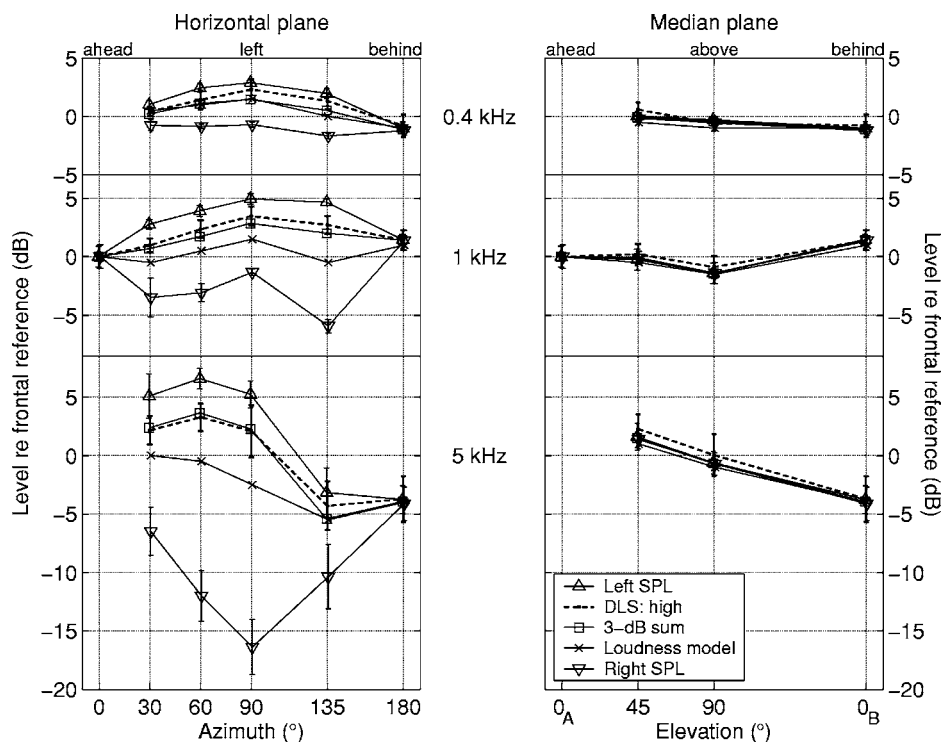 Horizontal plane
Median plane
ahead left behind
ahead above behind
5
0
−5
0.4 kHz
5
0
−5
5
0
−5
1 kHz
5
0
−5
5
0
−5
−10
−15
−20
5 kHz
5
0
−5
−10
−15
−20
Level re frontal reference (dB)
Level re frontal reference (dB)
Left SPL
DLS: high
3−dB sum
Loudness model
Right SPL
0 30 60 90 135 180
Azimuth (°)
0A 45 90 0B
Elevation (°)